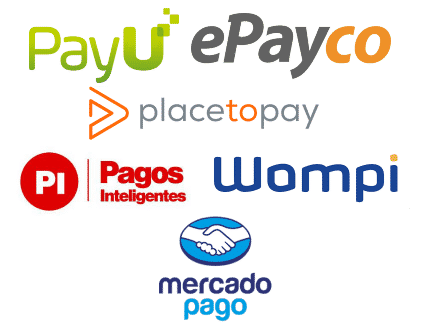 PayU
ePayco
placetopay
PI
Pagos
Inteligentes
Wompi
mercado
pago